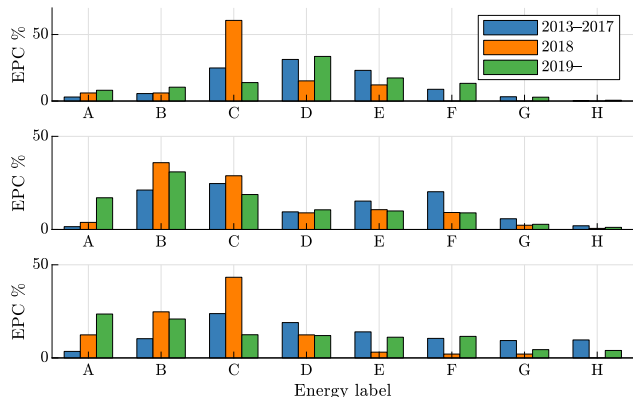 EPC %
50
0
2013–2017
2018
2019–
A B C D E F G H
EPC %
50
0
A B C D E F G H
EPC %
50
0
A B C D E F G H
Energy label